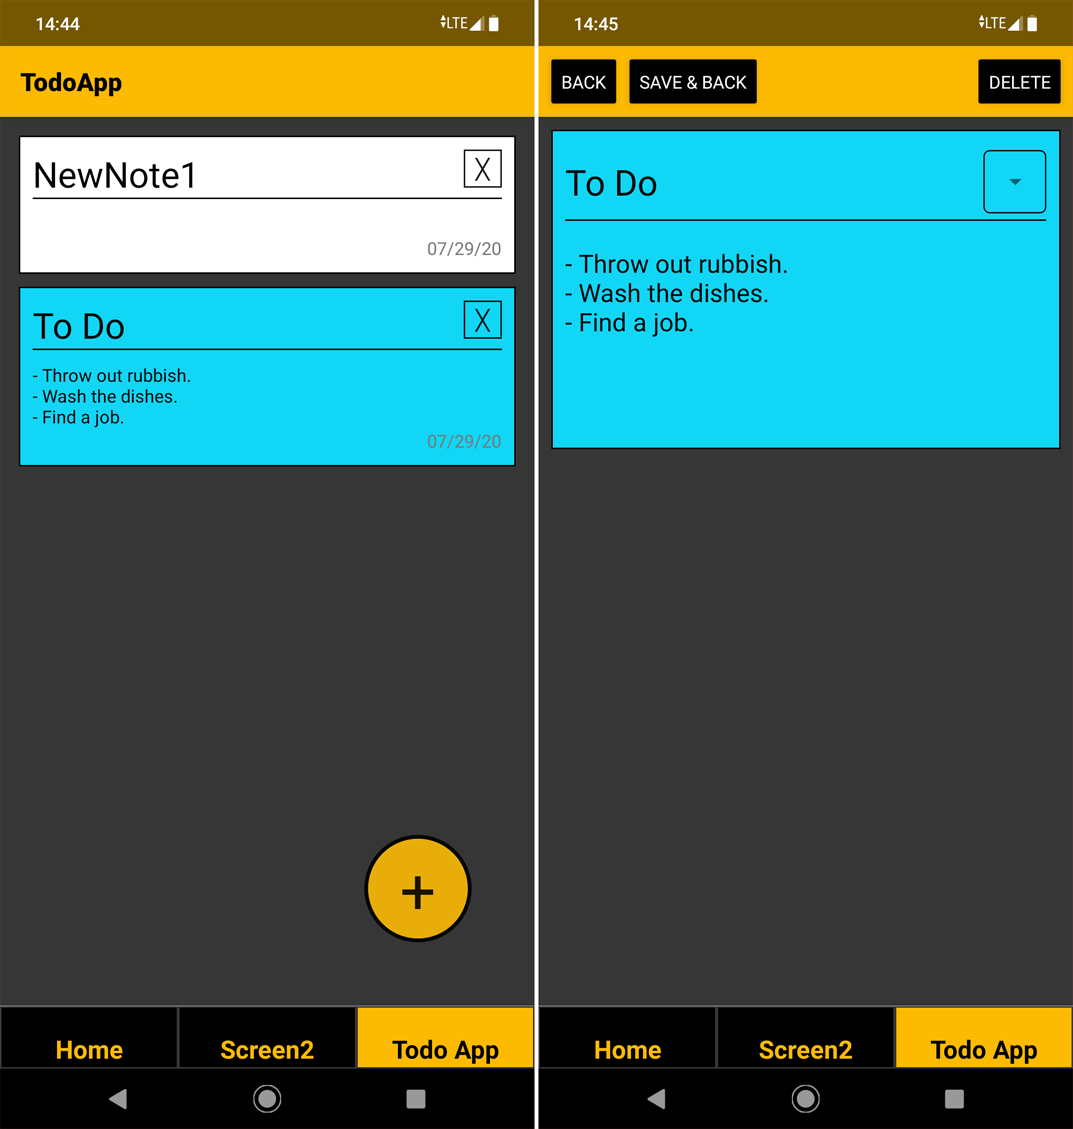 14:44 LTE
TodoApp
NewNote1 X
07/29/20
To Do X
- Throw out rubbish.
- Wash the dishes.
- Find a job.
07/29/20
+
Home Screen2 Todo App
14:45 LTE
BACK SAVE & BACK DELETE
To Do
- Throw out rubbish.
- Wash the dishes.
- Find a job.
Home Screen2 Todo App